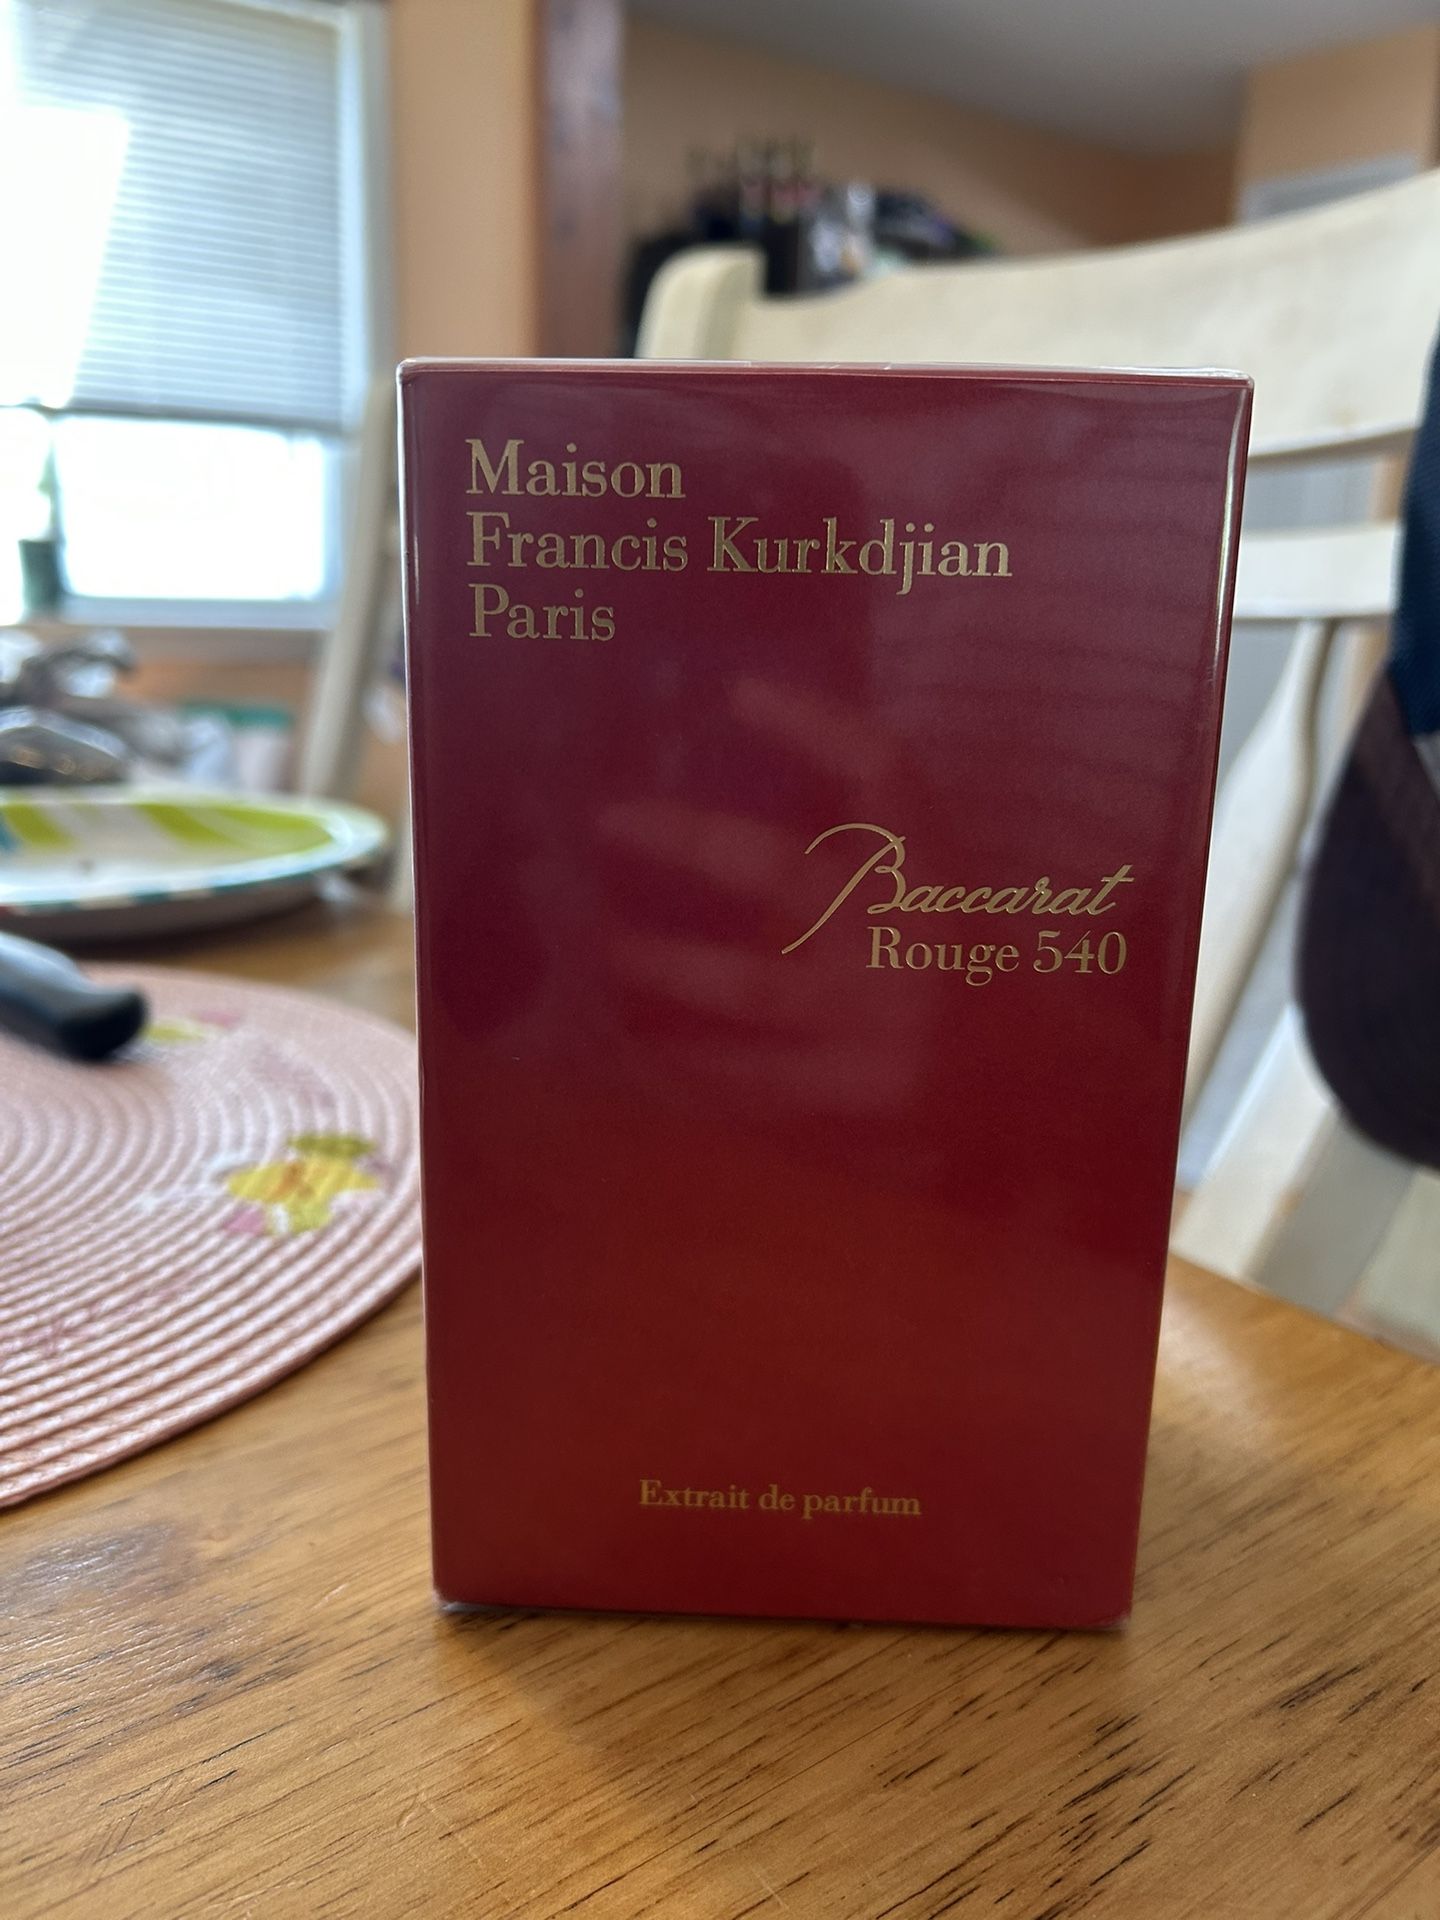 Maison
Francis Kurkdjian
Paris
Baccarat
Rouge 540
Extrait de parfum